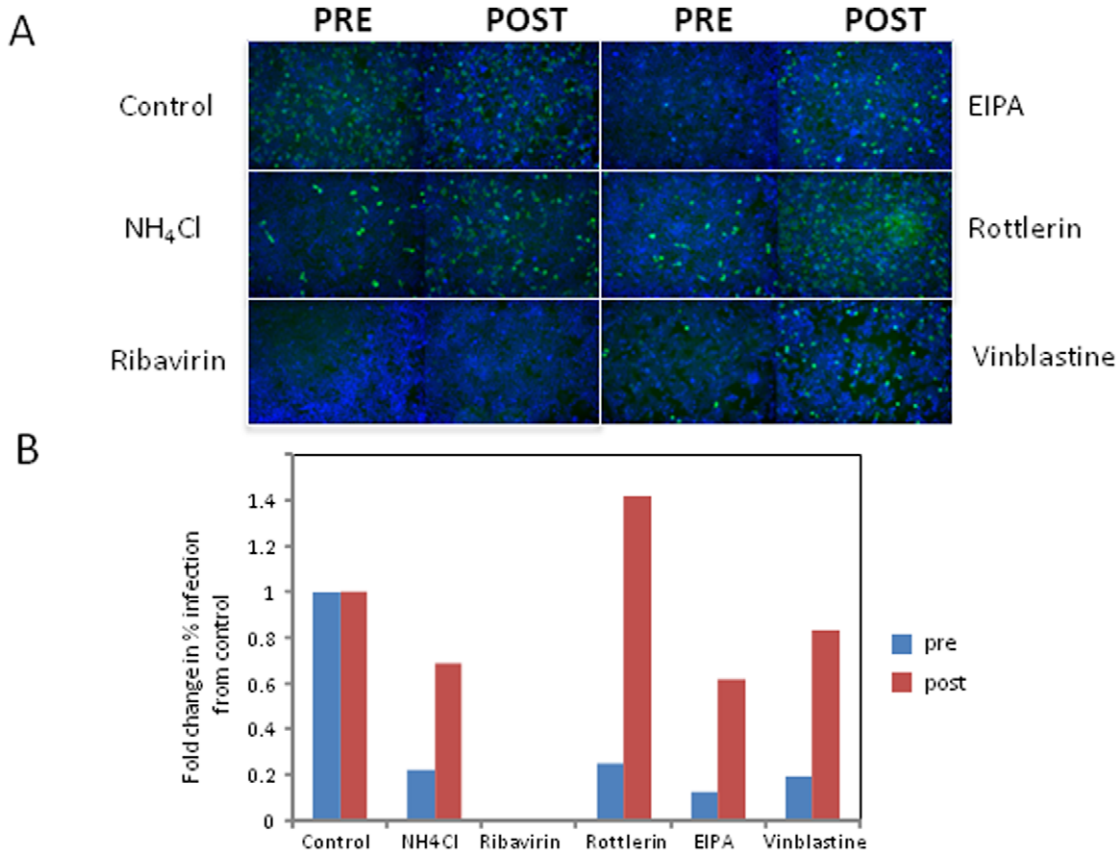 A
PRE POST PRE POST
Control EIPA
NH₄Cl Rottlerin
Ribavirin Vinblastine
B
Fold change in % infection
from control
1.4
1.2
1
0.8
0.6
0.4
0.2
0
Control NH4Cl Ribavirin Rottlerin EIPA Vinblastine
pre
post